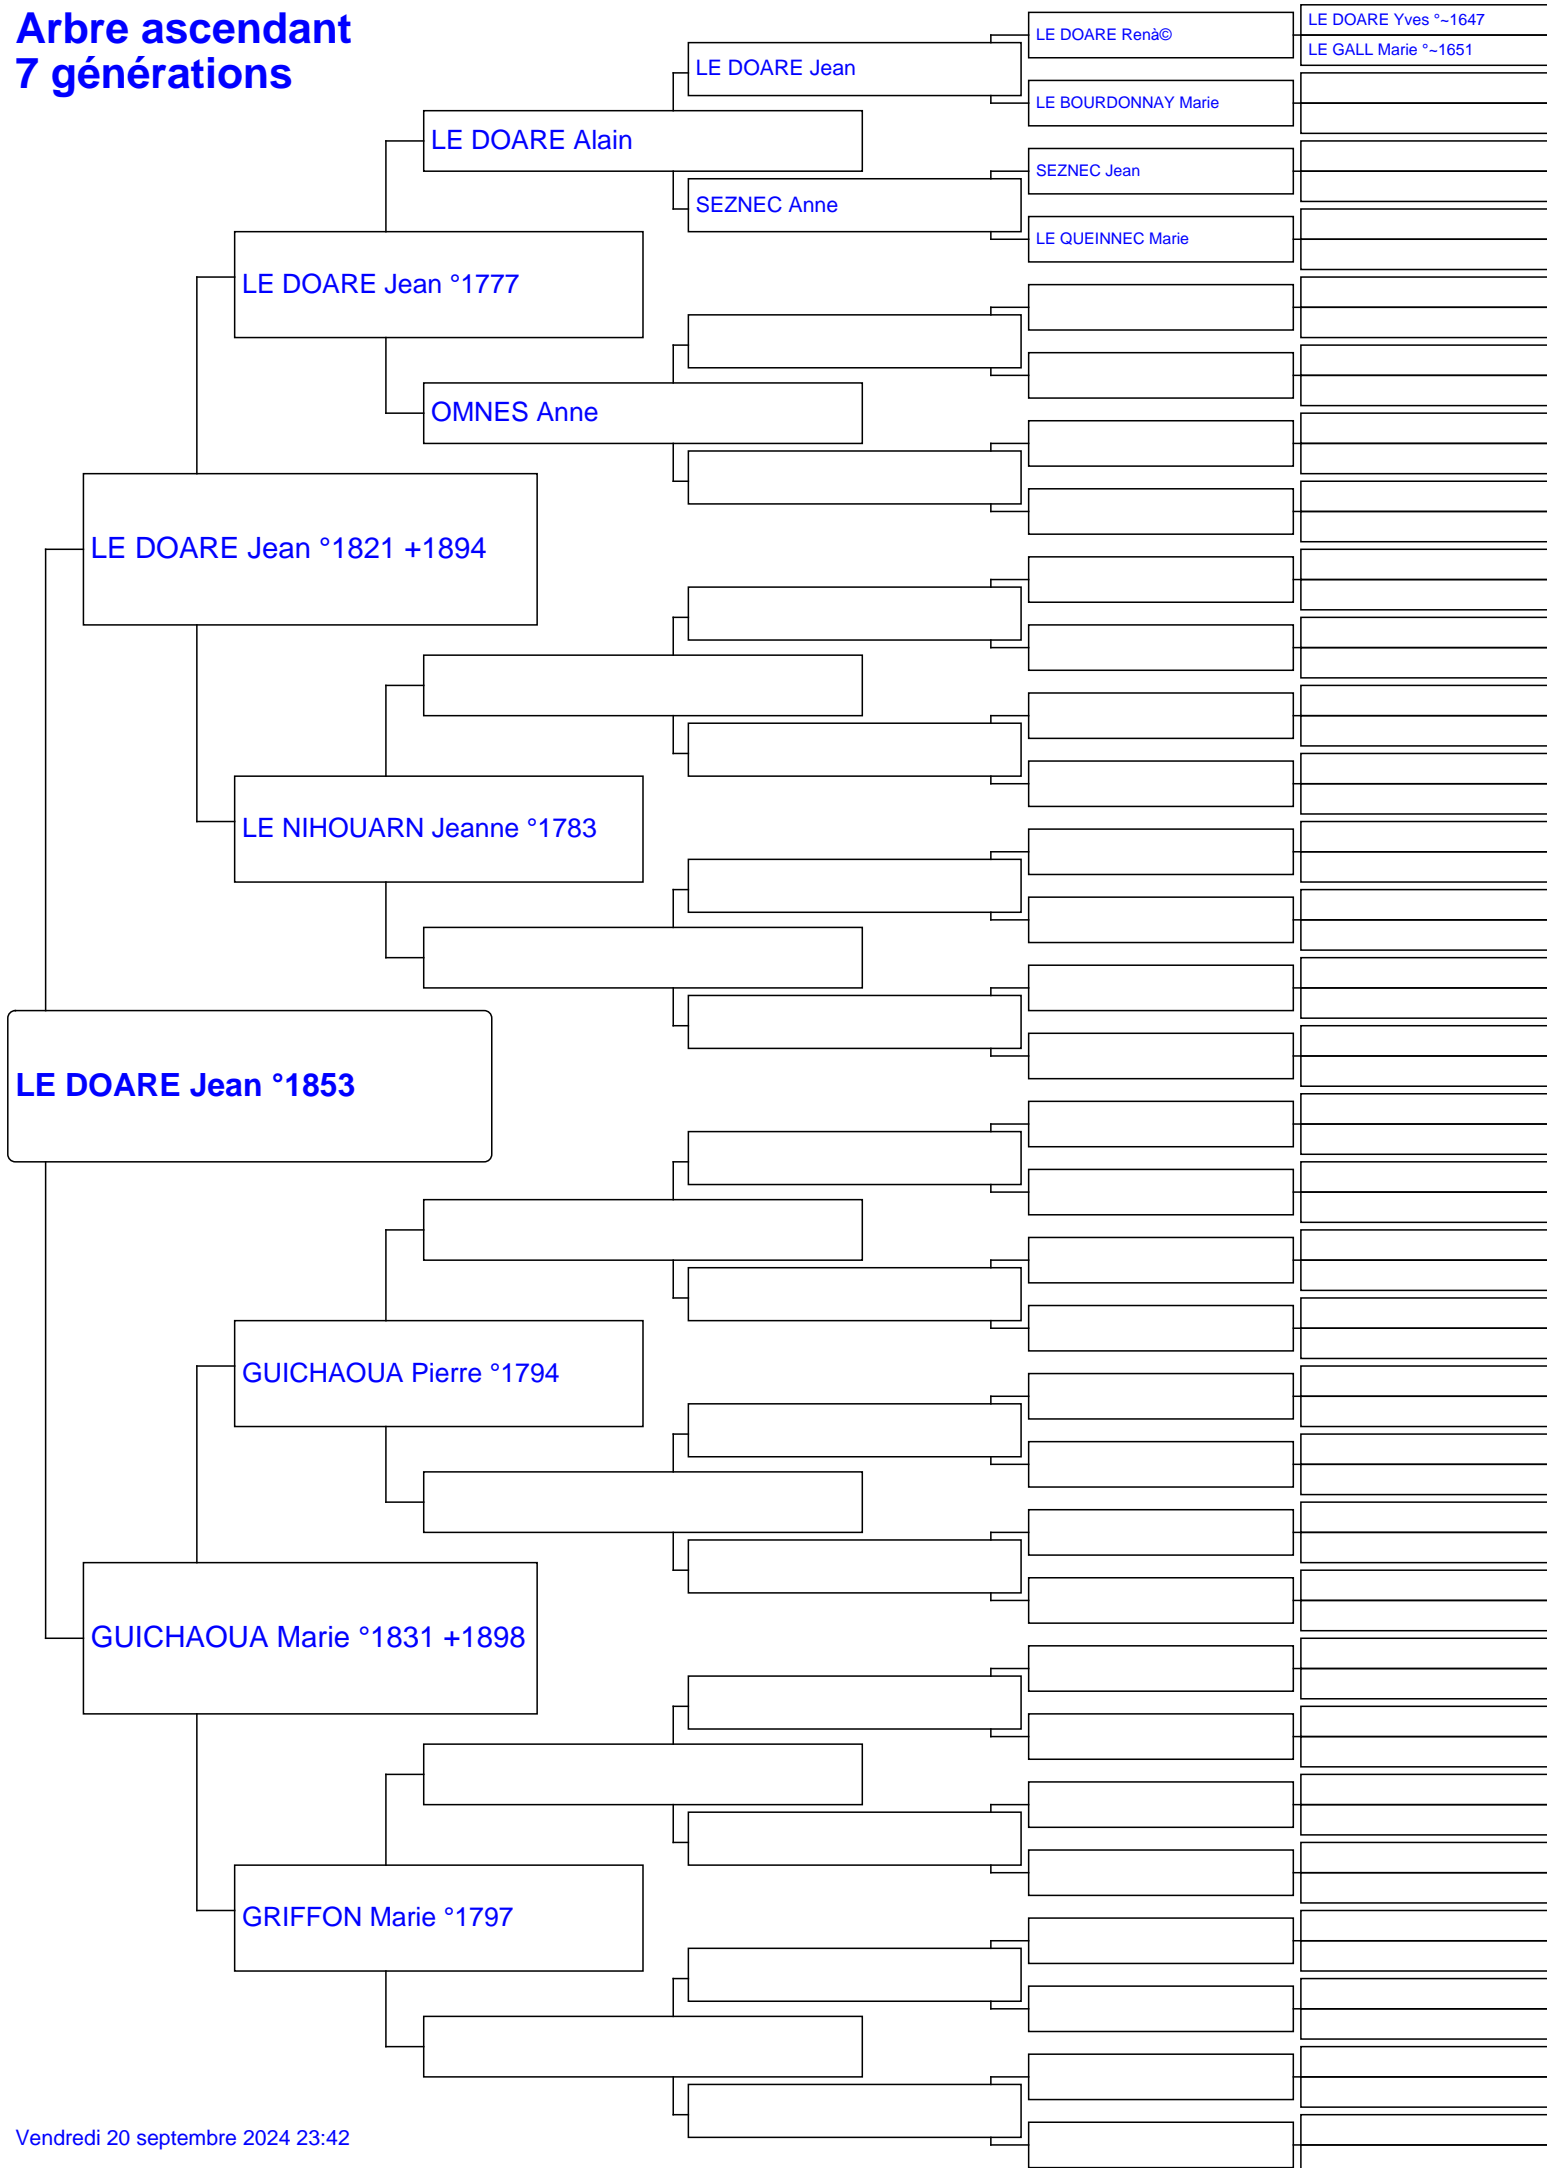 Arbre ascendant
7 générations
LE DOARE Yves °~1647
LE GALL Marie °~1651
LE DOARE Renà©
LE BOURDONNAY Marie
LE DOARE Jean
SEZNEC Jean
LE QUEINNEC Marie
SEZNEC Anne
LE DOARE Alain
OMNES Anne
LE DOARE Jean °1777
LE DOARE Jean °1821 +1894
LE NIHOUARN Jeanne °1783
LE DOARE Jean °1853
GUICHAOUA Pierre °1794
GUICHAOUA Marie °1831 +1898
GRIFFON Marie °1797
Vendredi 20 septembre 2024 23:42